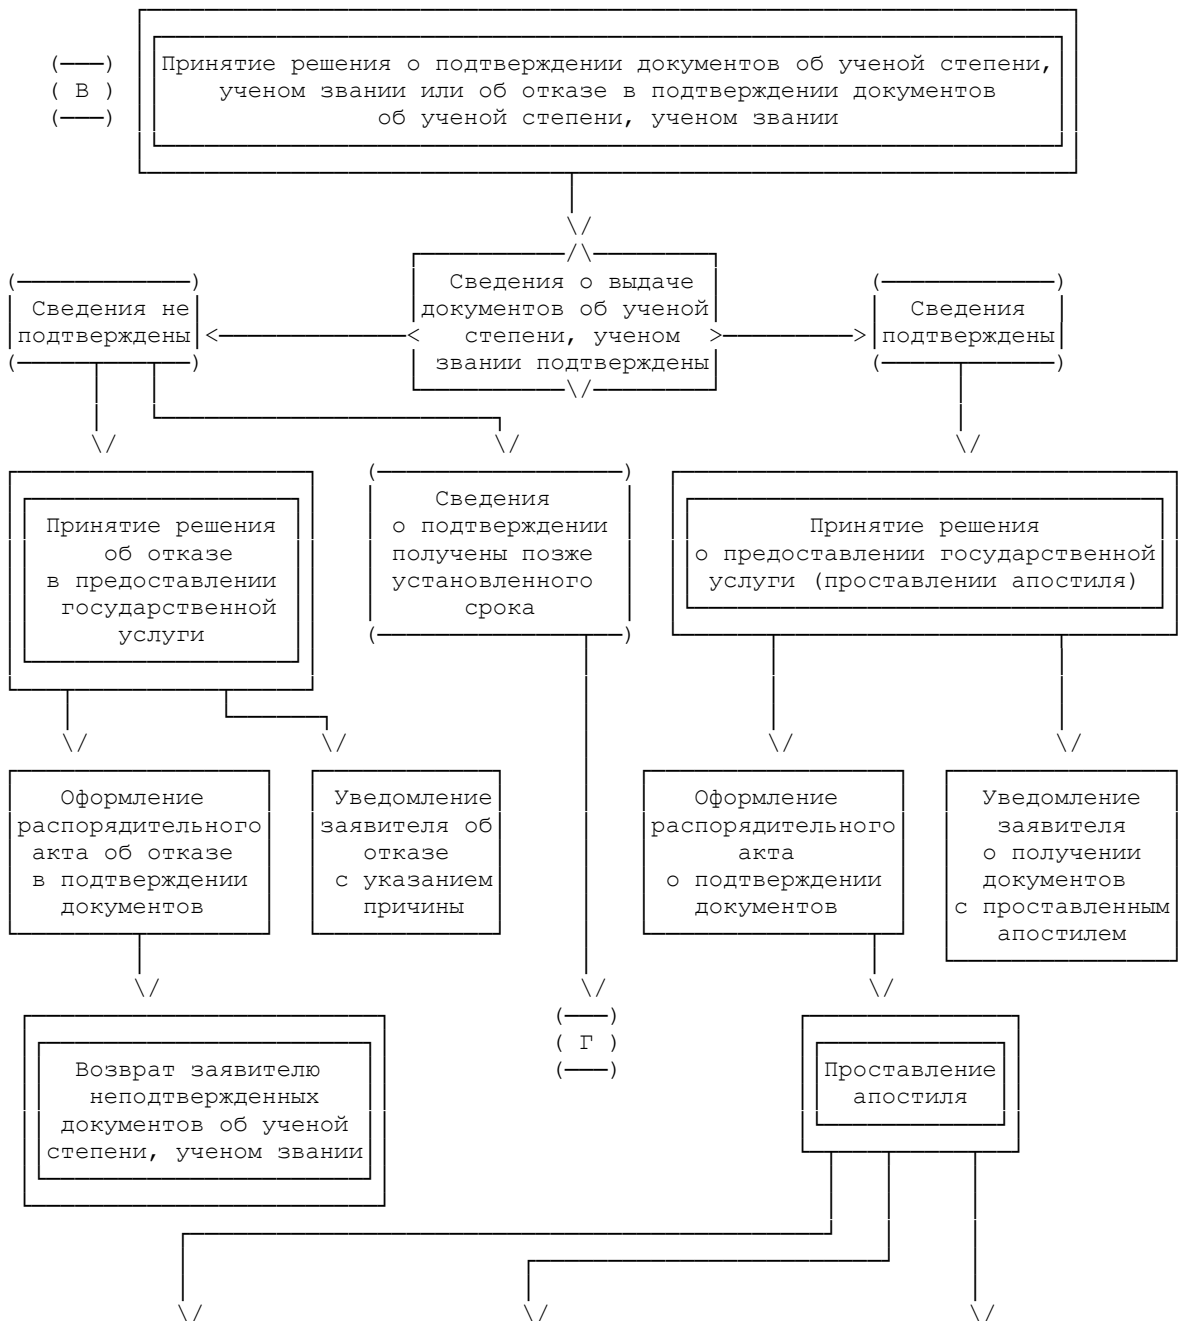 В
Принятие решения о подтверждении документов об ученой степени,
ученом звании или об отказе в подтверждении документов
об ученой степени, ученом звании
Сведения о выдаче
документов об ученой
степени, ученом
звании подтверждены
Сведения не
подтверждены
Сведения
подтверждены
Принятие решения
об отказе
в предоставлении
государственной
услуги
Сведения
о подтверждении
получены позже
установленного
срока
Принятие решения
о предоставлении государственной
услуги (проставлении апостиля)
Оформление
распорядительного
акта об отказе
в подтверждении
документов
Уведомление
заявителя об
отказе
с указанием
причины
Оформление
распорядительного
акта
о подтверждении
документов
Уведомление
заявителя
о получении
документов
с проставленным
апостилем
Возврат заявителю
неподтвержденных
документов об ученой
степени, ученом звании
Г
Проставление
апостиля